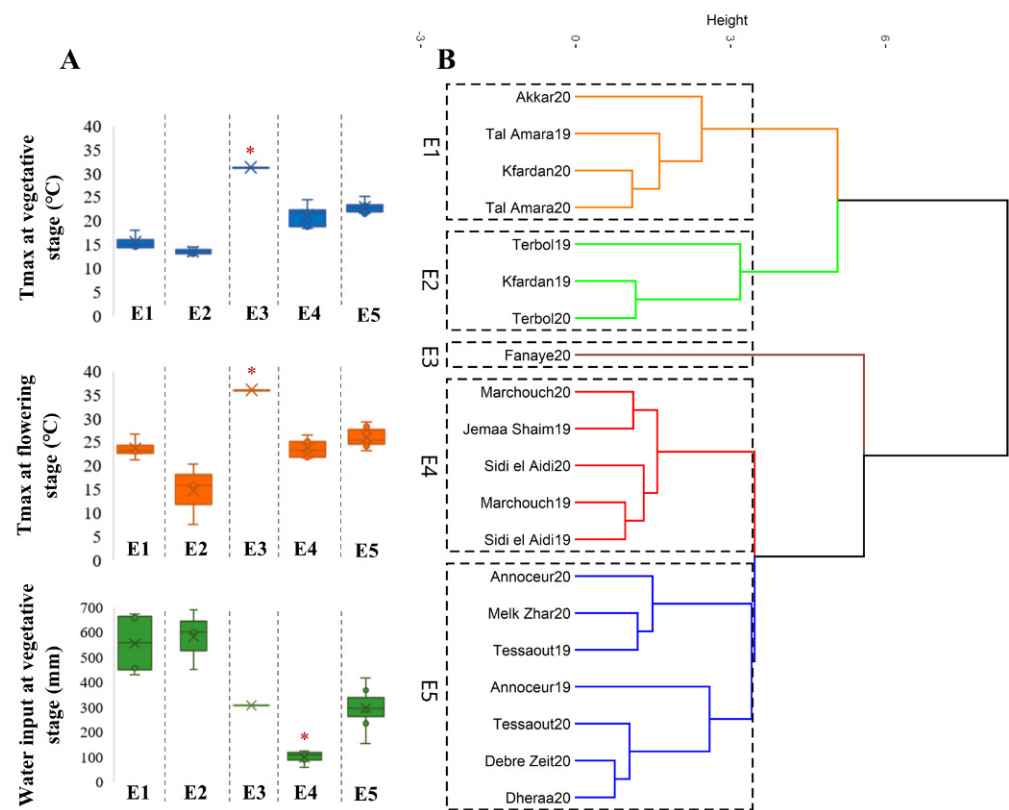 A
Tmax at vegetative
stage (°C)
40
35
30
25
20
15
10
5
0
*
E1 E2 E3 E4 E5
Tmax at flowering
stage (°C)
40
35
30
25
20
15
10
5
0
*
E1 E2 E3 E4 E5
Water input at vegetative
stage (mm)
700
600
500
400
300
200
100
0
*
E1 E2 E3 E4 E5
B
Height
-3 0 3 6
E1
Akkar20
Tal Amara19
Kfardan20
Tal Amara20
E2
Terbol19
Kfardan19
Terbol20
E3
Fanaye20
E4
Marchouch20
Jemaa Shaim19
Sidi el Aidi20
Marchouch19
Sidi el Aidi19
E5
Annoceur20
Melk Zhar20
Tessaout19
Annoceur19
Tessaout20
Debre Zeit20
Dheraa20